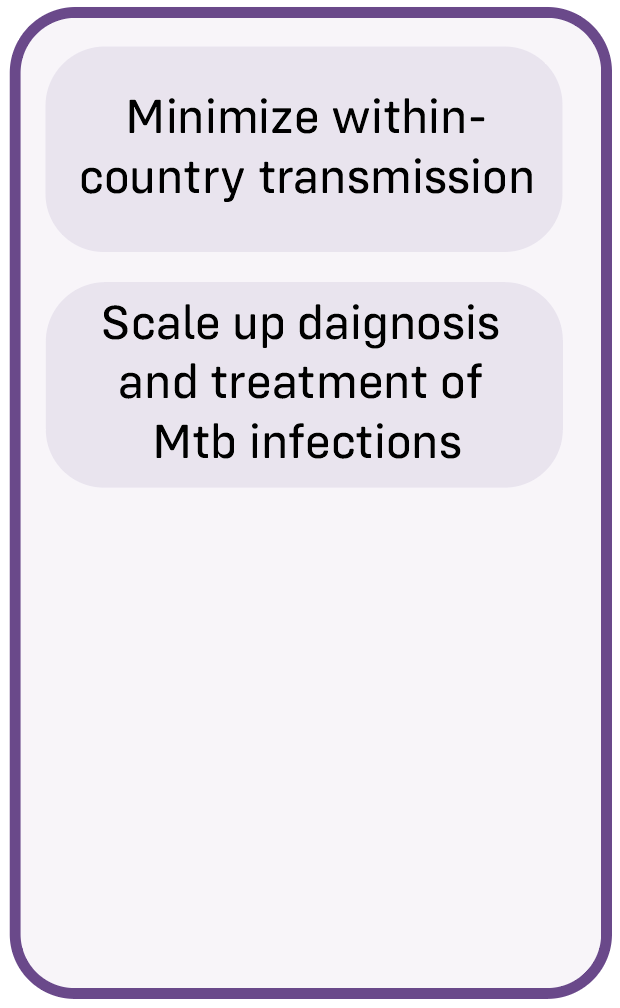 Minimize within-
country transmission
Scale up daignosis
and treatment of
Mtb infections